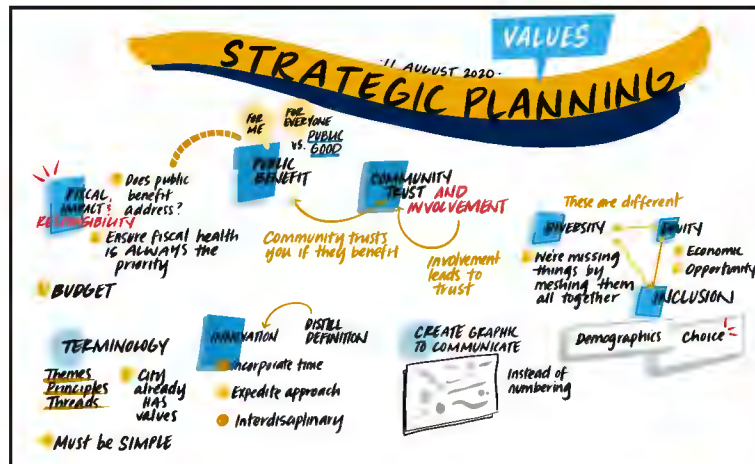 VALUES
·11 AUGUST 2020·
STRATEGIC PLANNING
FOR
ME
FOR
EVERYONE
VS. PUBLIC
GOOD
PUBLIC
BENEFIT
FISCAL
IMPACT &
RESPONSIBILITY
Does public
benefit
address?
Ensure fiscal health
is ALWAYS the
priority
BUDGET
COMMUNITY
TRUST AND
INVOLVEMENT
Community trusts
you if they benefit
Involvement
leads to
trust
These are different
DIVERSITY
EQUITY
We're missing
things by
meshing them
all together
Economic
Opportunity
INCLUSION
Demographics
Choice
TERMINOLOGY
Themes
Principles
Threads
City
already
HAS
values
Must be SIMPLE
INNOVATION
DISTILL
DEFINITION
Incorporate time
Expedite approach
Interdisciplinary
CREATE GRAPHIC
TO COMMUNICATE
Instead of
numbering